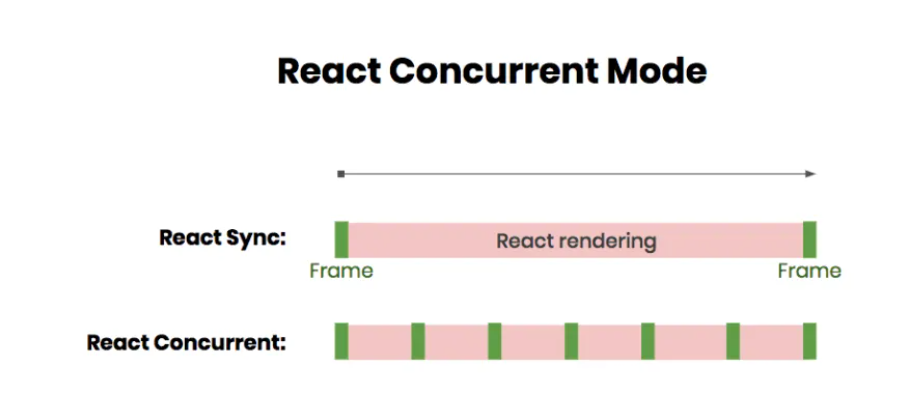 React Concurrent Mode
React Sync:
React rendering
Frame
Frame
React Concurrent: